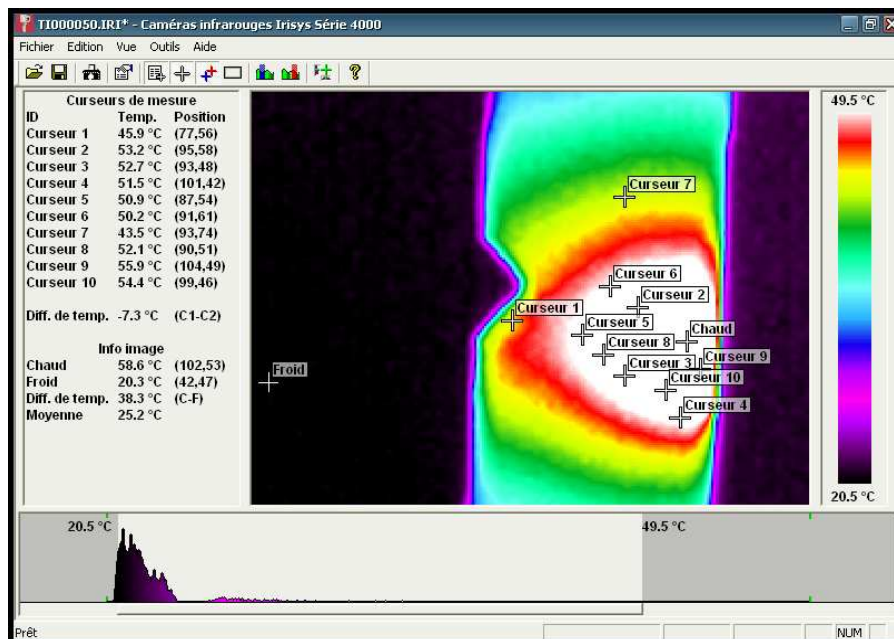 TI000050.IRI* - Caméras infrarouges Irisys Série 4000
Fichier Edition Vue Outils Aide
Curseurs de mesure
ID Temp. Position
Curseur 1 45.9 °C (77,56)
Curseur 2 53.2 °C (95,58)
Curseur 3 52.7 °C (93,48)
Curseur 4 51.5 °C (101,42)
Curseur 5 50.9 °C (87,54)
Curseur 6 50.2 °C (91,61)
Curseur 7 43.5 °C (93,74)
Curseur 8 52.1 °C (90,51)
Curseur 9 55.9 °C (104,49)
Curseur 10 54.4 °C (99,46)
Diff. de temp. -7.3 °C (C1-C2)
Info image
Chaud 58.6 °C (102,53)
Froid 20.3 °C (42,47)
Diff. de temp. 38.3 °C (C-F)
Moyenne 25.2 °C
Curseur 7
Curseur 6
Curseur 2
Curseur 1
Curseur 5
Chaud
Curseur 8
Curseur 9
Curseur 3
Froid
Curseur 10
Curseur 4
49.5 °C
20.5 °C
20.5 °C
49.5 °C
Prêt
NUM